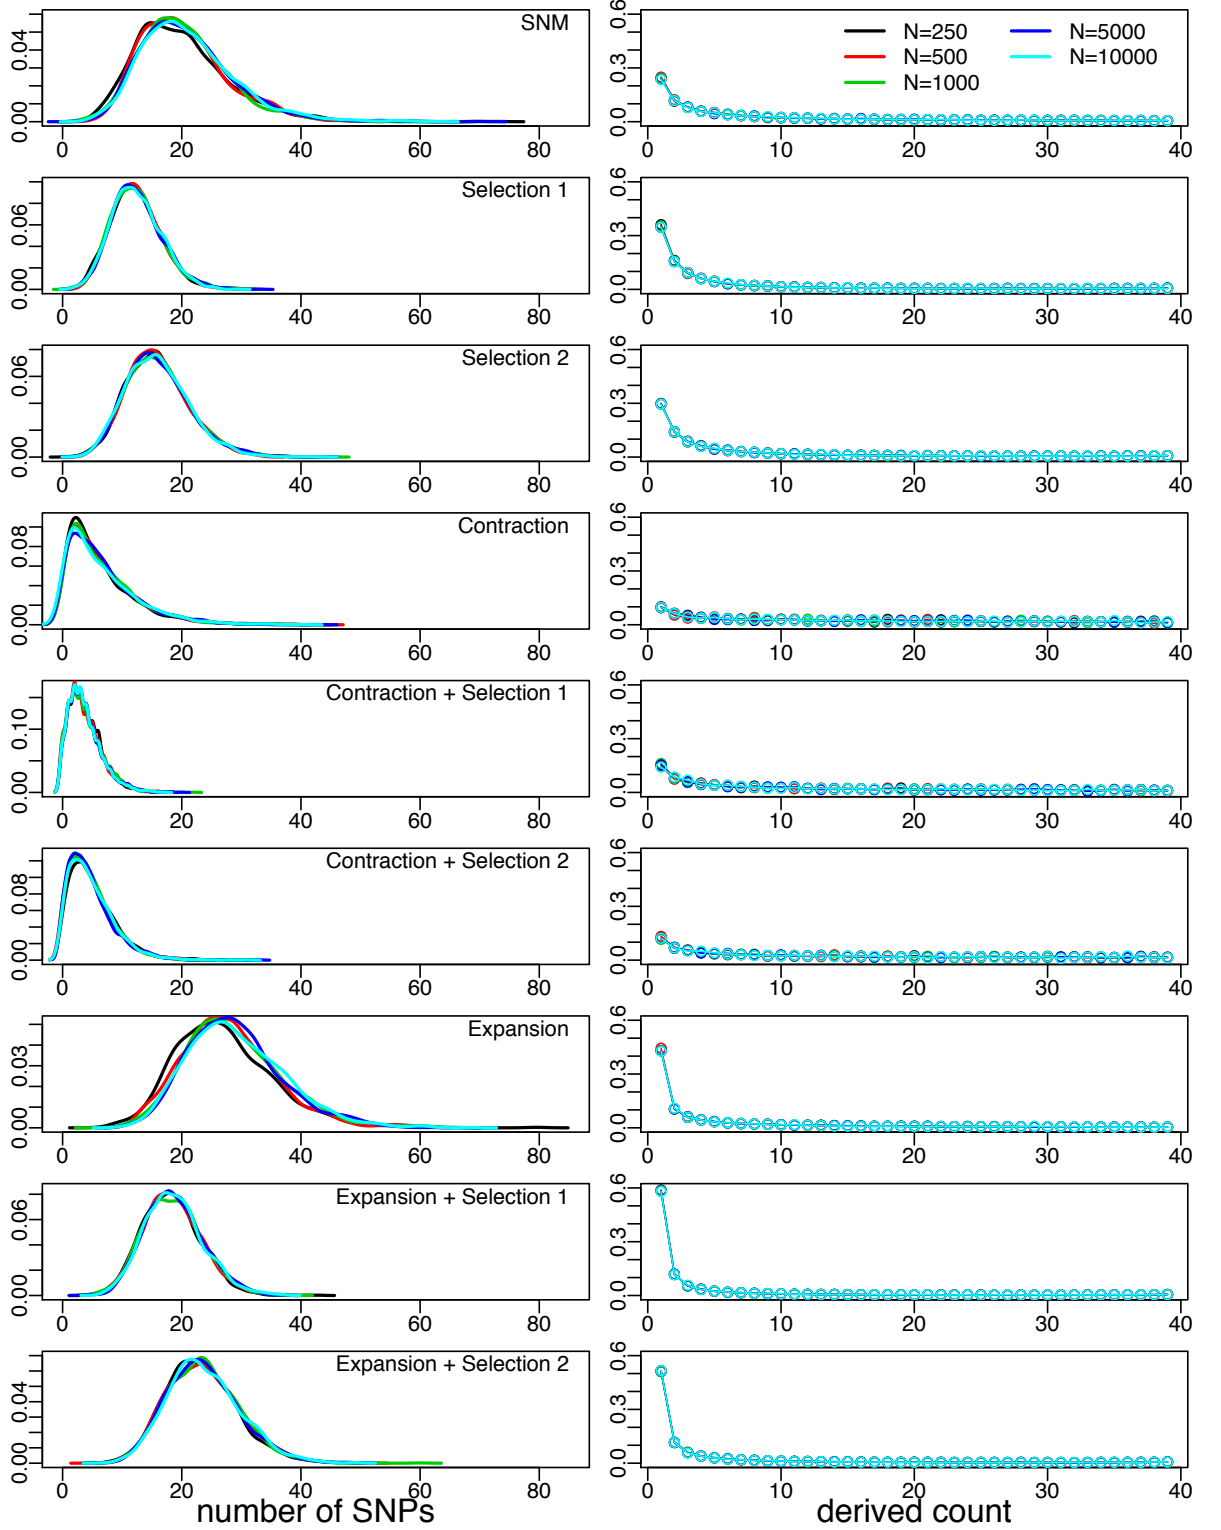 SNM
0.00 0.04
0 20 40 60 80
0.0 0.3 0.6
N=250 N=5000
N=500 N=10000
N=1000
0 10 20 30 40
Selection 1
0.00 0.06
0 20 40 60 80
0.0 0.3 0.6
0 10 20 30 40
Selection 2
0.00 0.06
0 20 40 60 80
0.0 0.3 0.6
0 10 20 30 40
Contraction
0.00 0.08
0 20 40 60 80
0.0 0.3 0.6
0 10 20 30 40
Contraction + Selection 1
0.00 0.10
0 20 40 60 80
0.0 0.3 0.6
0 10 20 30 40
Contraction + Selection 2
0.00 0.08
0 20 40 60 80
0.0 0.3 0.6
0 10 20 30 40
Expansion
0.00 0.03
0 20 40 60 80
0.0 0.3 0.6
0 10 20 30 40
Expansion + Selection 1
0.00 0.06
0 20 40 60 80
0.0 0.3 0.6
0 10 20 30 40
Expansion + Selection 2
0.00 0.04
0 20 40 60 80
0.0 0.3 0.6
0 10 20 30 40
number of SNPs
derived count